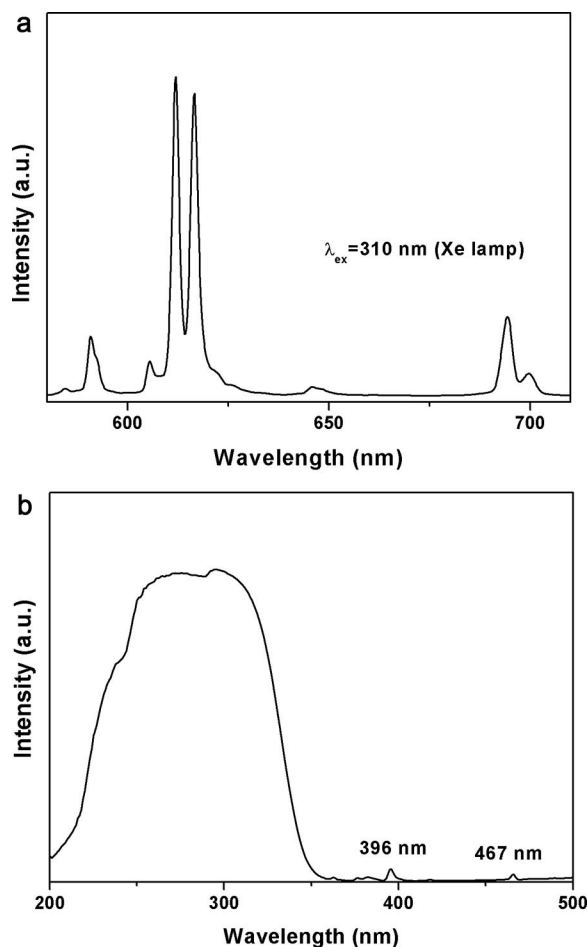 a
Intensity (a.u.)
λex=310 nm (Xe lamp)
600 650 700
Wavelength (nm)
b
Intensity (a.u.)
396 nm
467 nm
200 300 400 500
Wavelength (nm)